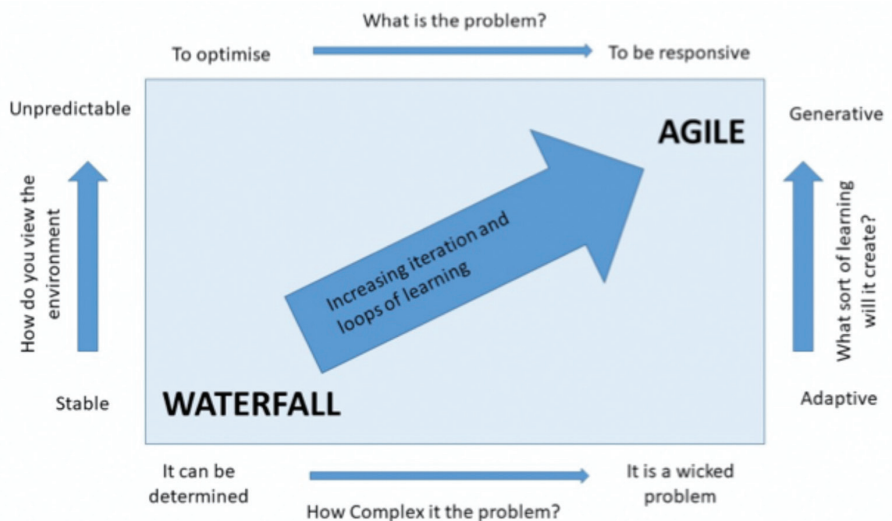 What is the problem?
To optimise
To be responsive
Unpredictable
AGILE
Generative
How do you view the
environment
Increasing iteration and
loops of learning
What sort of learning
will it create?
Stable
WATERFALL
Adaptive
It can be
determined
It is a wicked
problem
How Complex it the problem?